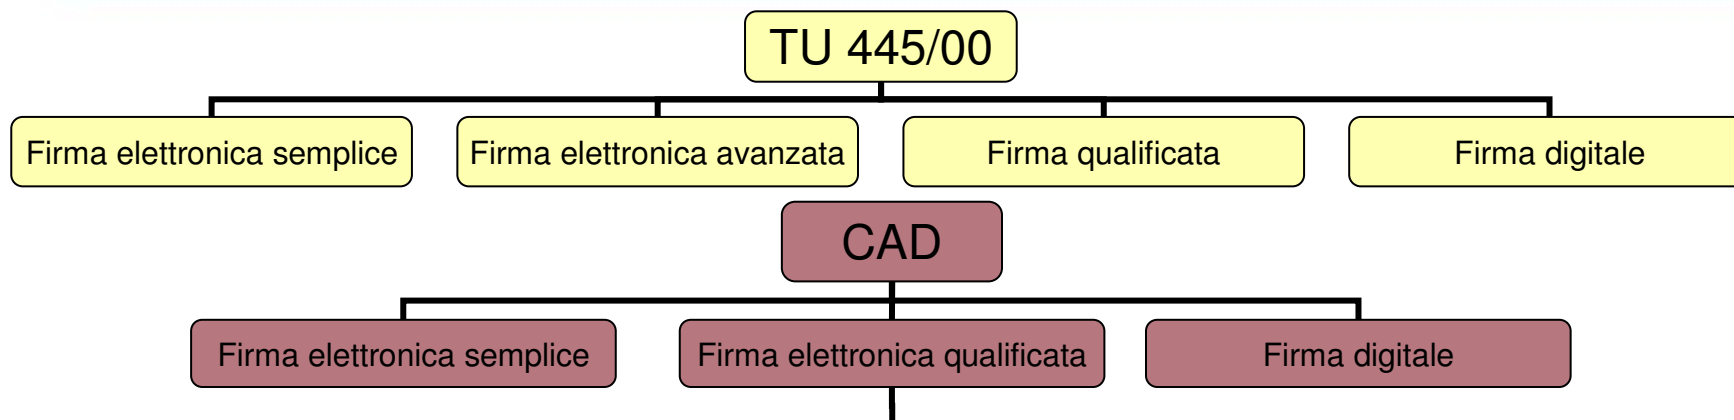 TU 445/00
Firma elettronica semplice
Firma elettronica avanzata
Firma qualificata
Firma digitale
CAD
Firma elettronica semplice
Firma elettronica qualificata
Firma digitale